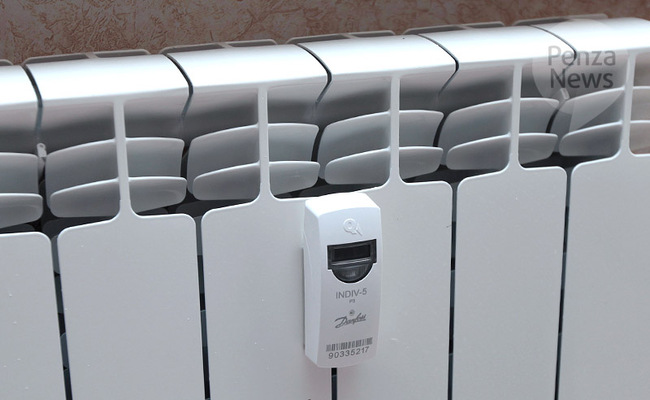 Penza
News
INDIV-5
Danfoss
90335217